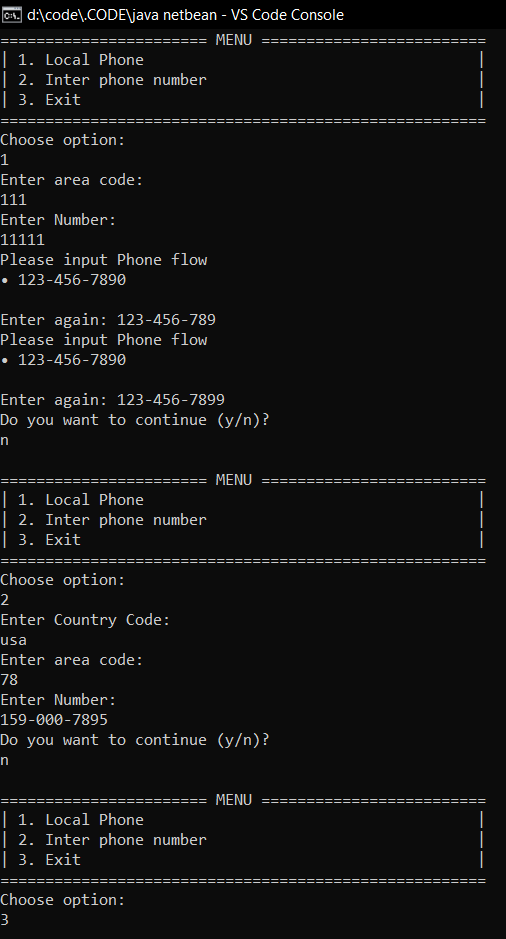 d:\code\.CODE\java netbean - VS Code Console
======================= MENU =========================
| 1. Local Phone                                     |
| 2. Inter phone number                              |
| 3. Exit                                            |
======================================================
Choose option:
1
Enter area code:
111
Enter Number:
11111
Please input Phone flow
• 123-456-7890

Enter again: 123-456-789
Please input Phone flow
• 123-456-7890

Enter again: 123-456-7899
Do you want to continue (y/n)?
n

======================= MENU =========================
| 1. Local Phone                                     |
| 2. Inter phone number                              |
| 3. Exit                                            |
======================================================
Choose option:
2
Enter Country Code:
usa
Enter area code:
78
Enter Number:
159-000-7895
Do you want to continue (y/n)?
n

======================= MENU =========================
| 1. Local Phone                                     |
| 2. Inter phone number                              |
| 3. Exit                                            |
======================================================
Choose option:
3